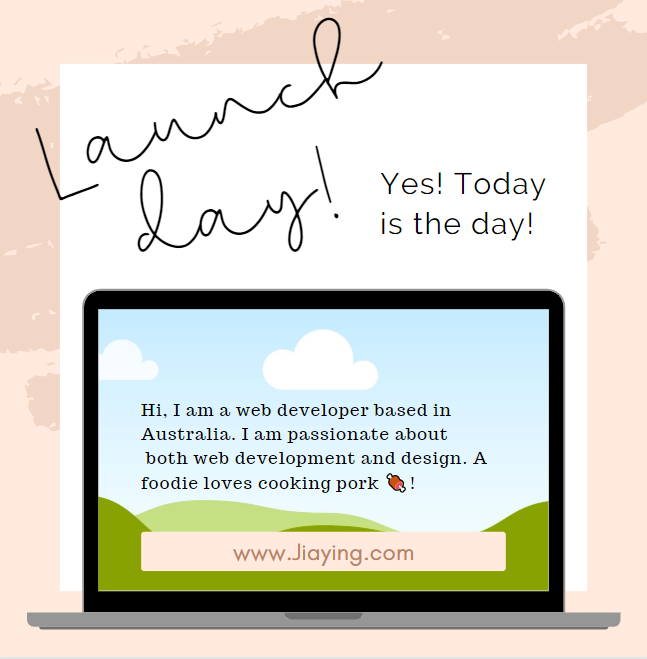 Launch
day!
Yes! Today
is the day!
Hi, I am a web developer based in
Australia. I am passionate about
both web development and design. A
foodie loves cooking pork 🍖!
www.Jiaying.com